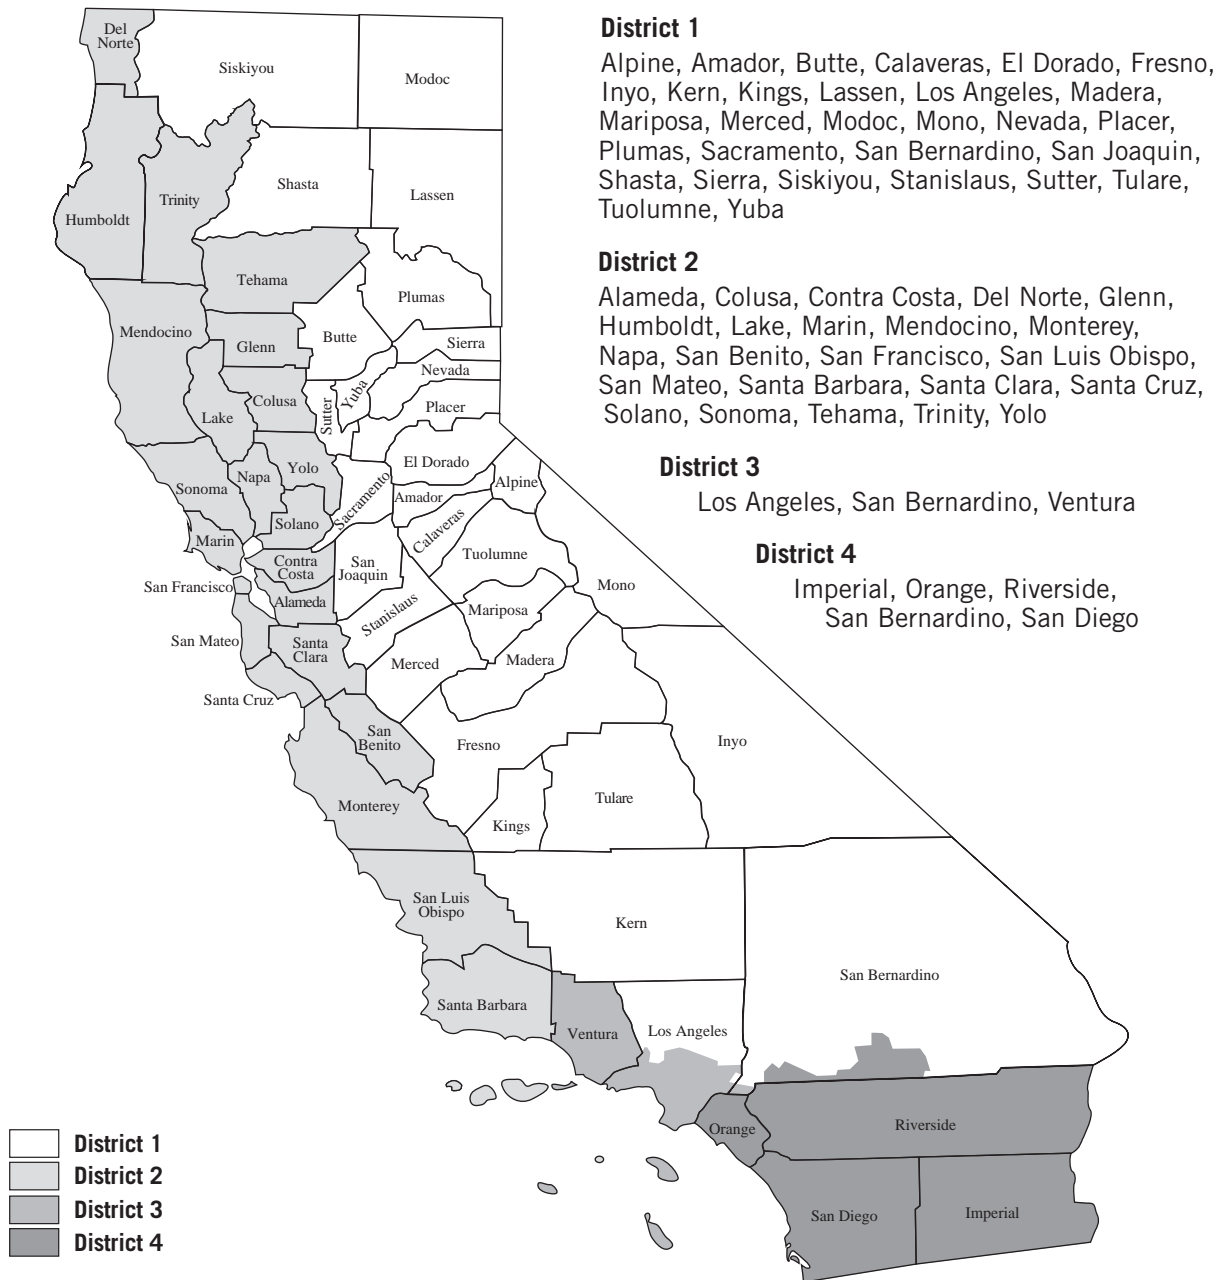 District 1
Alpine, Amador, Butte, Calaveras, El Dorado, Fresno,
Inyo, Kern, Kings, Lassen, Los Angeles, Madera,
Mariposa, Merced, Modoc, Mono, Nevada, Placer,
Plumas, Sacramento, San Bernardino, San Joaquin,
Shasta, Sierra, Siskiyou, Stanislaus, Sutter, Tulare,
Tuolumne, Yuba
District 2
Alameda, Colusa, Contra Costa, Del Norte, Glenn,
Humboldt, Lake, Marin, Mendocino, Monterey,
Napa, San Benito, San Francisco, San Luis Obispo,
San Mateo, Santa Barbara, Santa Clara, Santa Cruz,
Solano, Sonoma, Tehama, Trinity, Yolo
District 3
Los Angeles, San Bernardino, Ventura
District 4
Imperial, Orange, Riverside,
San Bernardino, San Diego
Del
Norte
Siskiyou
Modoc
Shasta
Lassen
Trinity
Humboldt
Tehama
Plumas
Mendocino
Butte
Glenn
Sierra
Nevada
Yuba
Colusa
Placer
Sutter
Lake
El Dorado
Yolo
Napa
Alpine
Sonoma
Sacramento
Amador
Solano
Calaveras
Marin
Tuolumne
Contra
Costa
San
Joaquin
Mono
San Francisco
Alameda
Mariposa
Stanislaus
San Mateo
Santa
Clara
Madera
Merced
Santa Cruz
San
Benito
Fresno
Inyo
Tulare
Monterey
Kings
San Luis
Obispo
Kern
San Bernardino
Santa Barbara
Ventura
Los Angeles
Orange
Riverside
San Diego
Imperial
District 1
District 2
District 3
District 4